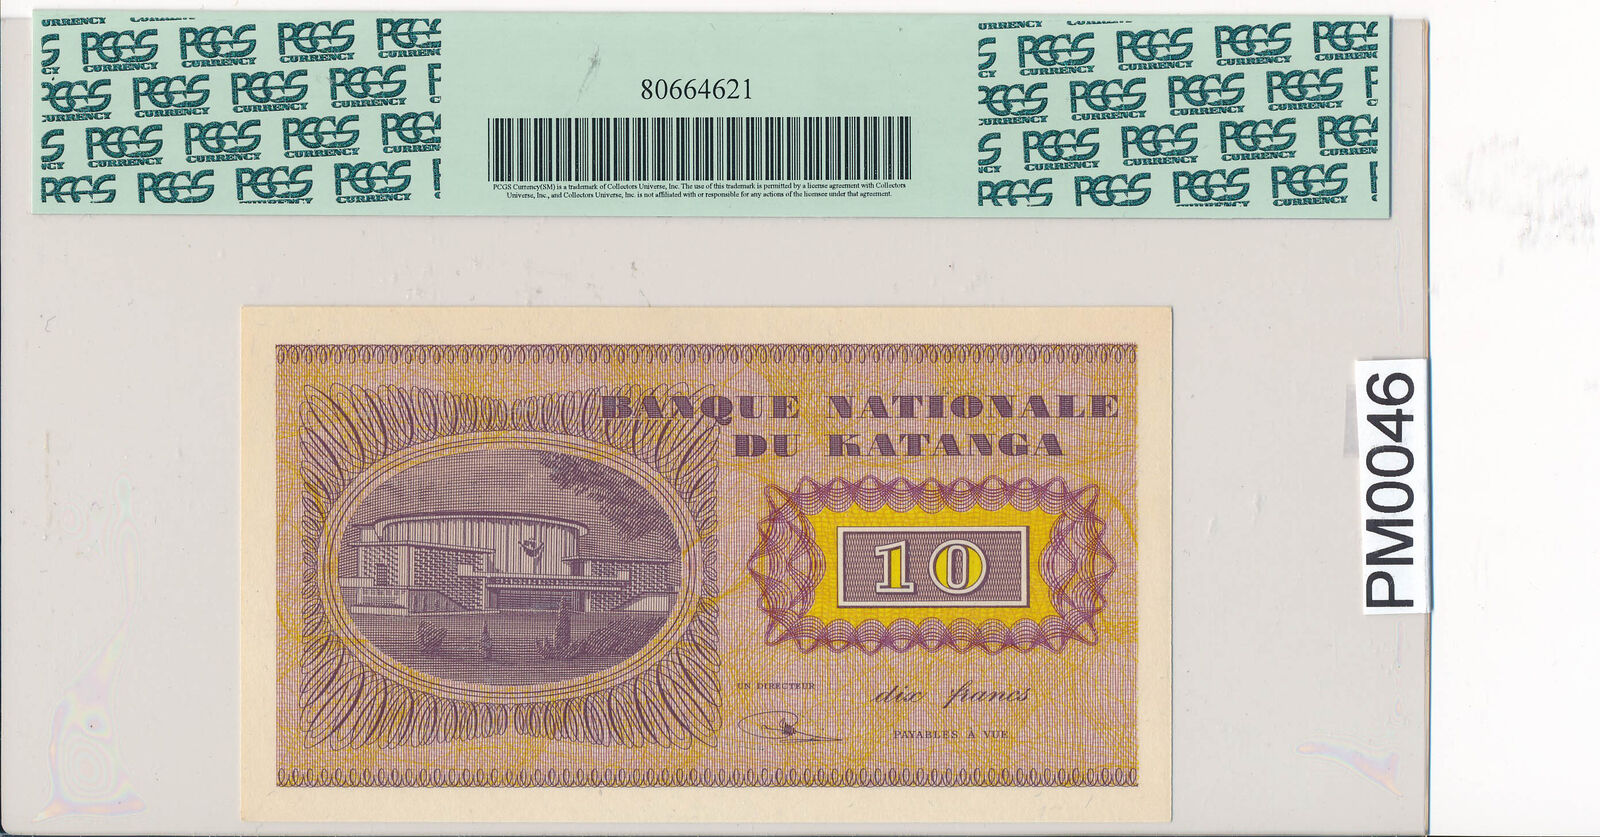 PCGS CURRENCY
80664621
PCGS Currency(SM) is a trademark of Collectors Universe, Inc. The use of this trademark is permitted by a license agreement with Collectors
Universe, Inc., and Collectors Universe, Inc. is not affiliated with or responsible for any actions of the licensee under that agreement.
BANQUE NATIONALE
DU KATANGA
10
UN DIRECTEUR
dix francs
PAYABLES A VUE
PM0046